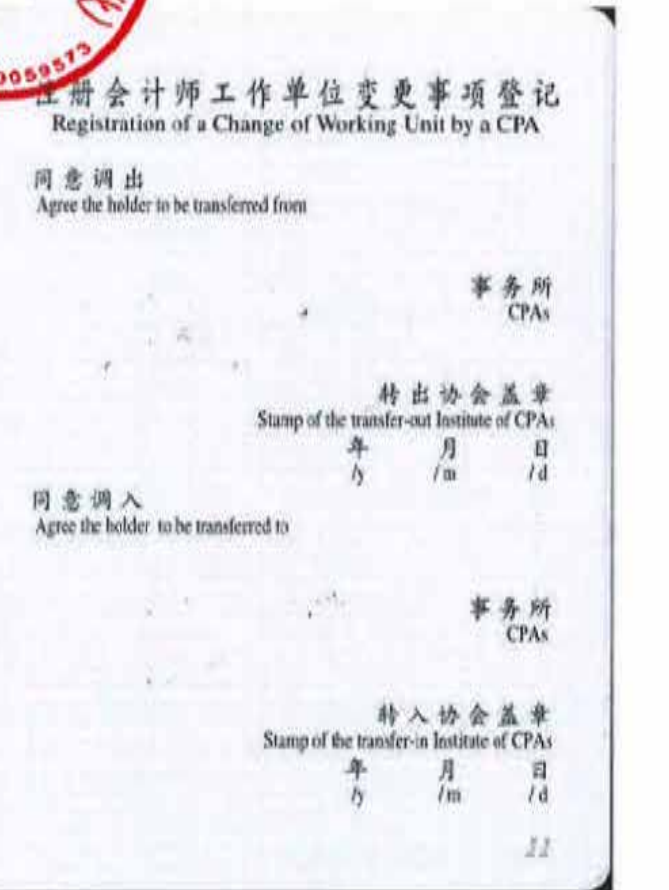 0059573
注册会计师工作单位变更事项登记
Registration of a Change of Working Unit by a CPA
同意调出
Agree the holder to be transferred from
事务所
CPAs
转出协会盖章
Stamp of the transfer-out Institute of CPAs
年 月 日
/y /m /d
同意调入
Agree the holder to be transferred to
事务所
CPAs
转入协会盖章
Stamp of the transfer-in Institute of CPAs
年 月 日
/y /m /d
11